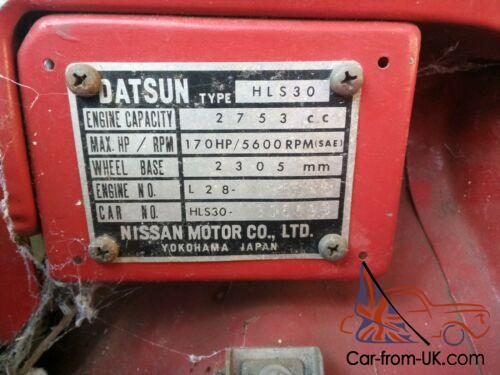 DATSUN TYPE HLS30
ENGINE CAPACITY 2753 cc
MAX. HP / RPM 170HP/5600RPM(SAE)
WHEEL BASE 2305 mm
ENGINE NO. L28-
CAR NO. HLS30-
NISSAN MOTOR CO., LTD.
YOKOHAMA JAPAN
Car-from-UK.com